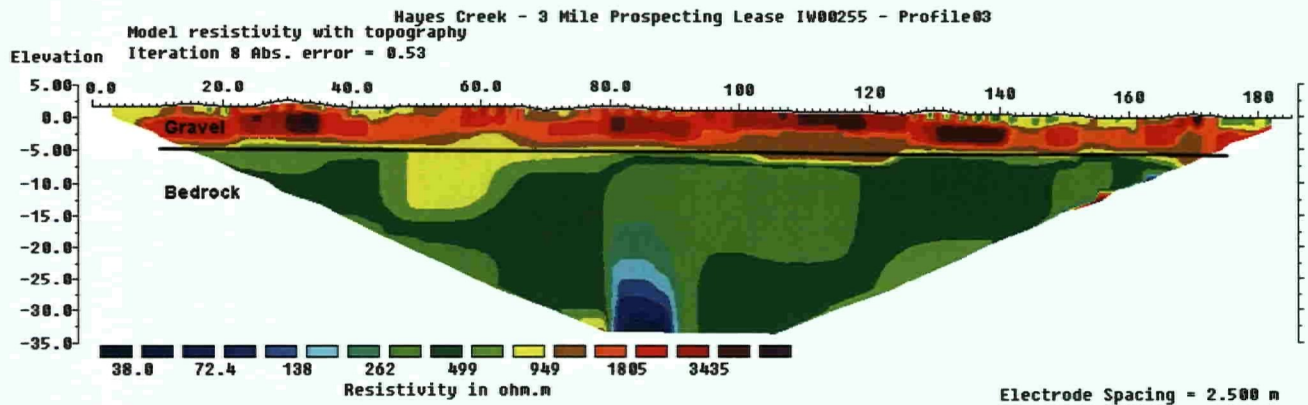 Hayes Creek - 3 Mile Prospecting Lease IW00255 - Profile03
Model resistivity with topography
Iteration 8 Abs. error = 0.53
Elevation
0.0 20.0 40.0 60.0 80.0 100 120 140 160 180
5.00
0.0
-5.00
-10.0
-15.0
-20.0
-25.0
-30.0
-35.0
Gravel
Bedrock
38.0 72.4 138 262 499 949 1805 3435
Resistivity in ohm.m
Electrode Spacing = 2.500 m